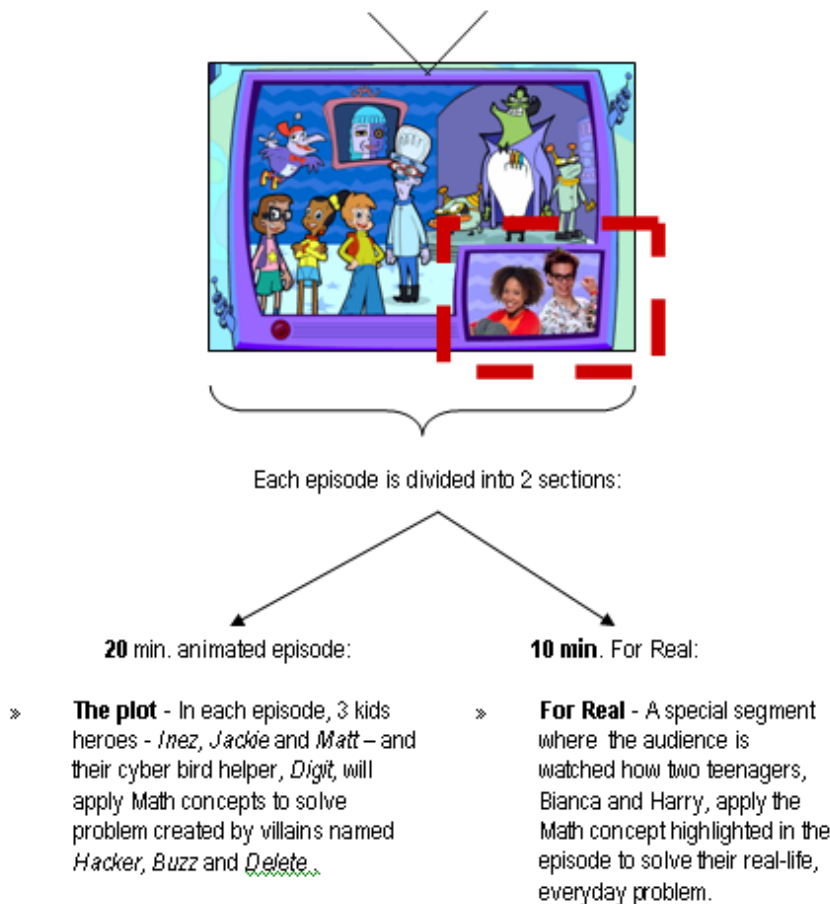 Each episode is divided into 2 sections:
20 min. animated episode:
» The plot - In each episode, 3 kids
heroes - Inez, Jackie and Matt – and
their cyber bird helper, Digit, will
apply Math concepts to solve
problem created by villains named
Hacker, Buzz and Delete .
10 min. For Real:
» For Real - A special segment
where the audience is
watched how two teenagers,
Bianca and Harry, apply the
Math concept highlighted in the
episode to solve their real-life,
everyday problem.